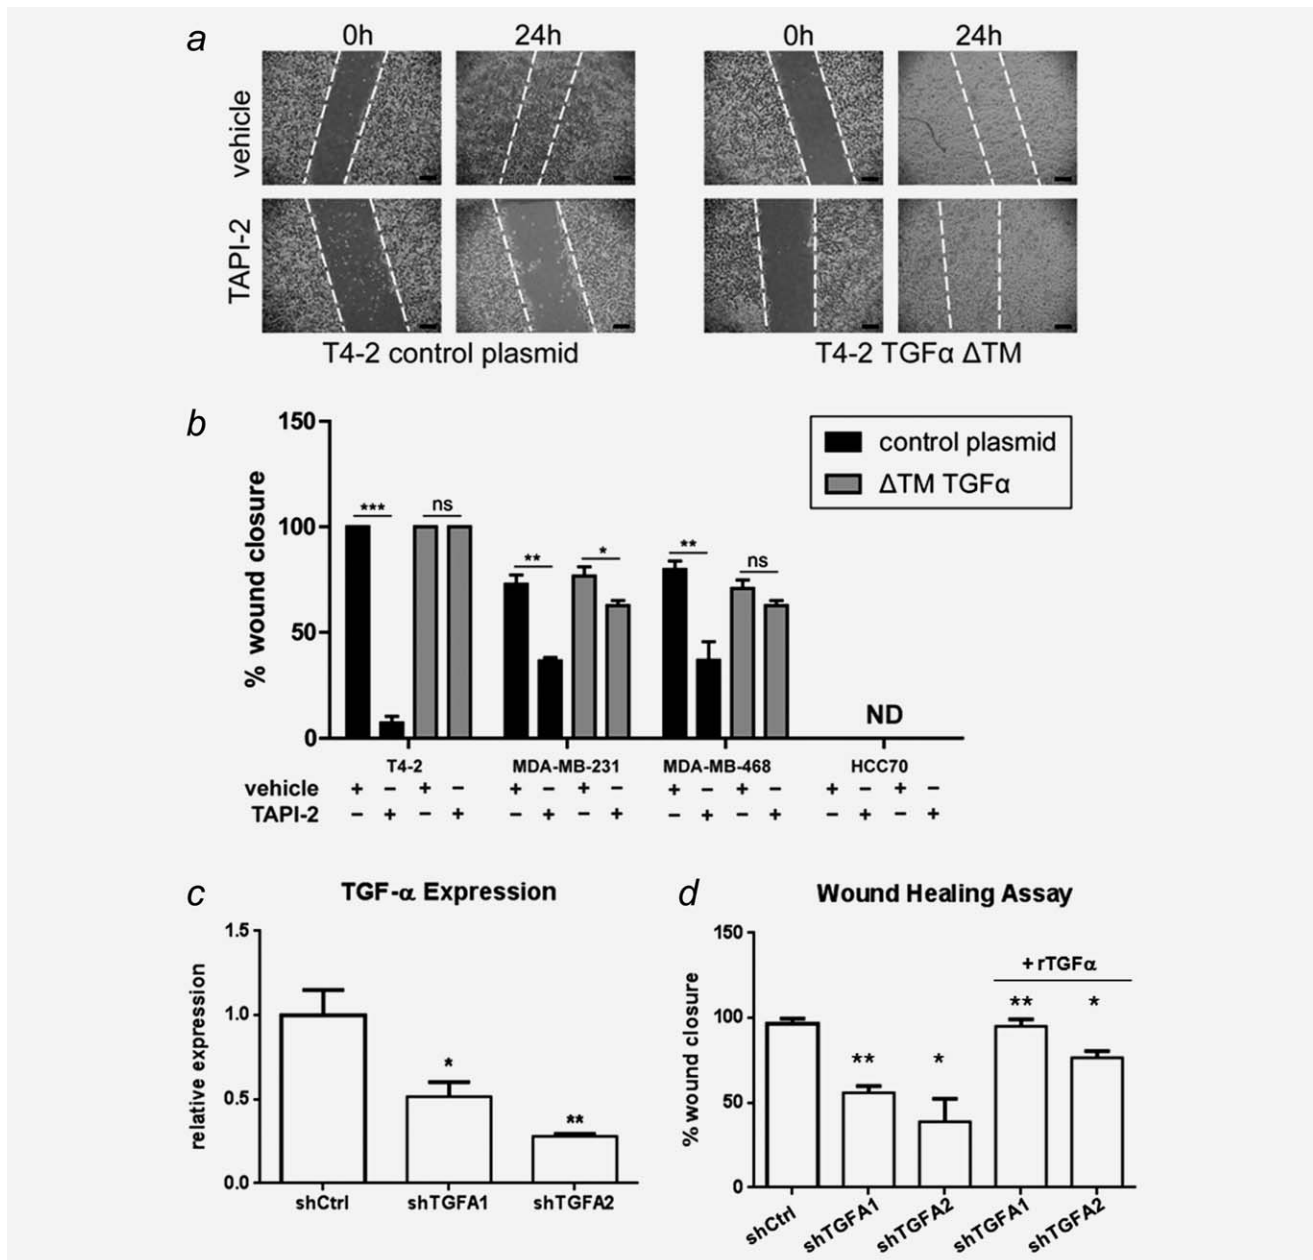 a
0h 24h 0h 24h
vehicle
TAPI-2
T4-2 control plasmid T4-2 TGFα ΔTM
b
% wound closure
150
100
50
0
control plasmid
ΔTM TGFα
*** ns ** * ** ns
ND
T4-2 MDA-MB-231 MDA-MB-468 HCC70
vehicle + – + – + – + – + – + – + – + –
TAPI-2 – + – + – + – + – + – + – + – +
c
TGF-α Expression
relative expression
1.5
1.0
0.5
0.0
* **
shCtrl shTGFA1 shTGFA2
d
Wound Healing Assay
% wound closure
150
100
50
0
+ rTGFα
** * ** *
shCtrl shTGFA1 shTGFA2 shTGFA1 shTGFA2